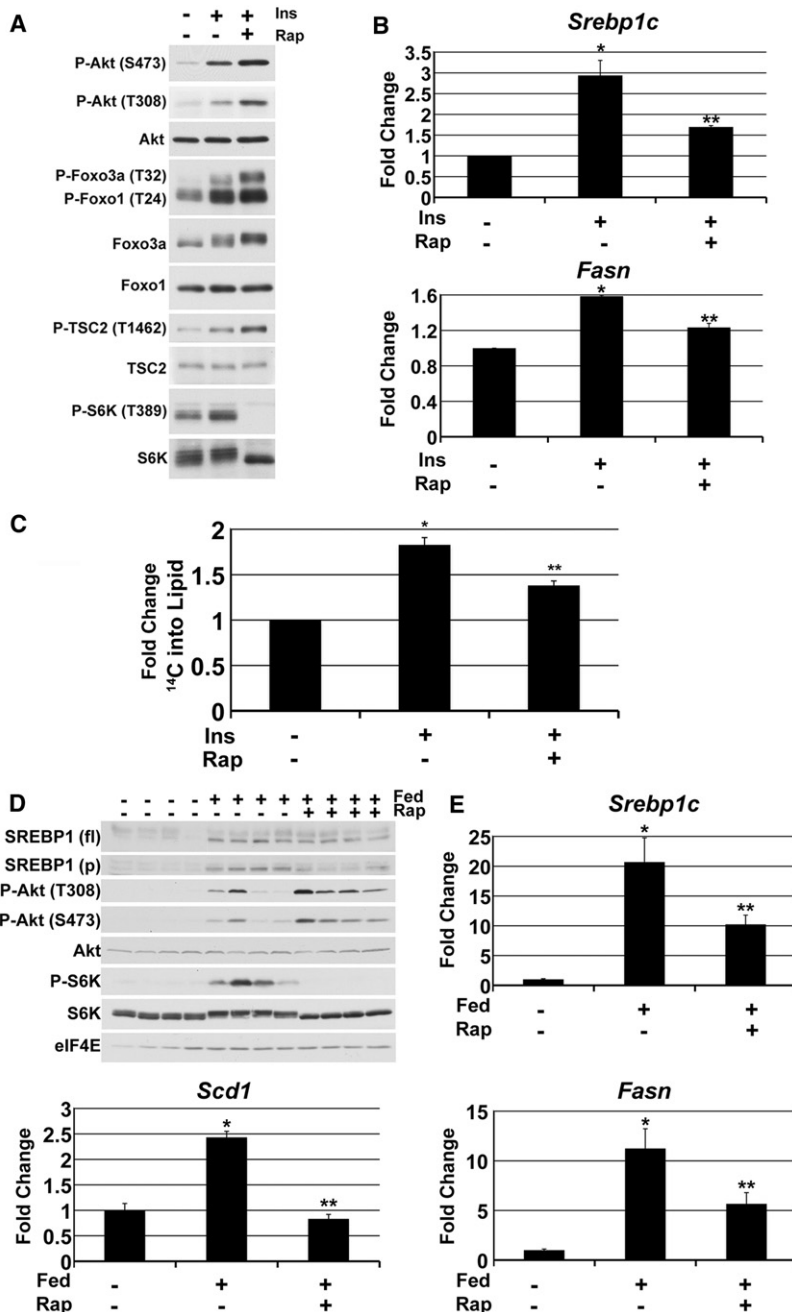 A
- + + Ins
- - + Rap
P-Akt (S473)
P-Akt (T308)
Akt
P-Foxo3a (T32)
P-Foxo1 (T24)
Foxo3a
Foxo1
P-TSC2 (T1462)
TSC2
P-S6K (T389)
S6K
B
Srebp1c
Fold Change
3.5
3
2.5
2
1.5
1
0.5
0
*
**
Ins - + +
Rap - - +
Fasn
Fold Change
1.6
1.2
0.8
0.4
0
*
**
Ins - + +
Rap - - +
C
Fold Change
14C into Lipid
2
1.5
1
0.5
0
*
**
Ins - + +
Rap - - +
D
- - - - + + + + + + + + Fed
- - - - - - - - + + + + Rap
SREBP1 (fl)
SREBP1 (p)
P-Akt (T308)
P-Akt (S473)
Akt
P-S6K
S6K
eIF4E
E
Srebp1c
Fold Change
25
20
15
10
5
0
*
**
Fed - + +
Rap - - +
Scd1
Fold Change
3
2.5
2
1.5
1
0.5
0
*
**
Fed - + +
Rap - - +
Fasn
Fold Change
15
10
5
0
*
**
Fed - + +
Rap - - +